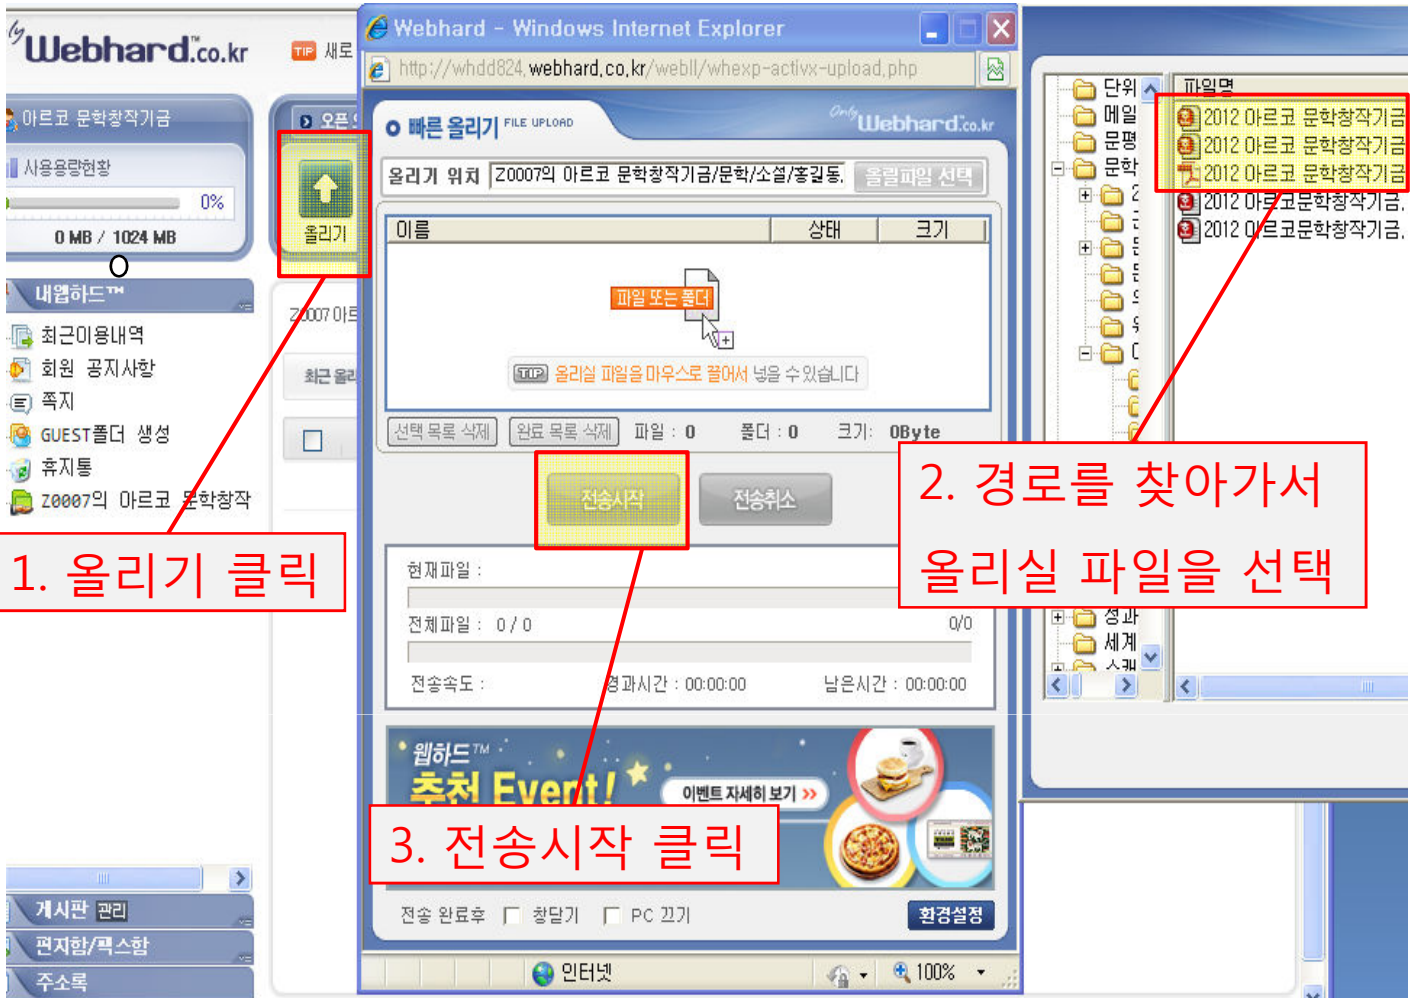 Only Webhard.co.kr
TIP 새로
아르코 문학창작기금
사용용량현황
0%
0 MB / 1024 MB
내웹하드™
최근이용내역
회원 공지사항
쪽지
GUEST폴더 생성
휴지통
Z0007의 아르코 문학창작
게시판 관리
편지함/팩스함
주소록
오픈
올리기
Z0007 아르
최근 올리
1. 올리기 클릭
Webhard - Windows Internet Explorer
http://whdd824.webhard.co.kr/webII/whexp-activx-upload.php
빠른 올리기 FILE UPLOAD
Only Webhard.co.kr
올리기 위치 Z0007의 아르코 문학창작기금/문학/소설/홍길동, 올릴파일 선택
이름 상태 크기
파일 또는 폴더
TIP 올리실 파일을 마우스로 끌어서 넣을 수 있습니다
선택 목록 삭제 완료 목록 삭제 파일 : 0 폴더 : 0 크기: 0Byte
전송시작 전송취소
현재파일 :
전체파일 : 0 / 0 0/0
전송속도 : 경과시간 : 00:00:00 남은시간 : 00:00:00
웹하드™
추천 Event!
이벤트 자세히 보기 >>
3. 전송시작 클릭
전송 완료후 창닫기 PC 끄기 환경설정
인터넷 100%
단위
메일
문평
문학
성과
세계
스캐
파일명
2012 아르코 문학창작기금
2012 아르코 문학창작기금
2012 아르코 문학창작기금
2012 아르코문학창작기금,
2012 아르코문학창작기금,
2. 경로를 찾아가서
올리실 파일을 선택